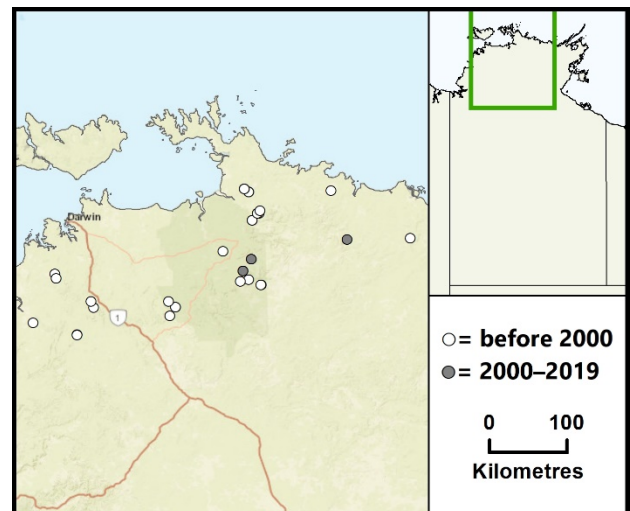 Darwin
1
○= before 2000
●= 2000–2019
0 100
Kilometres